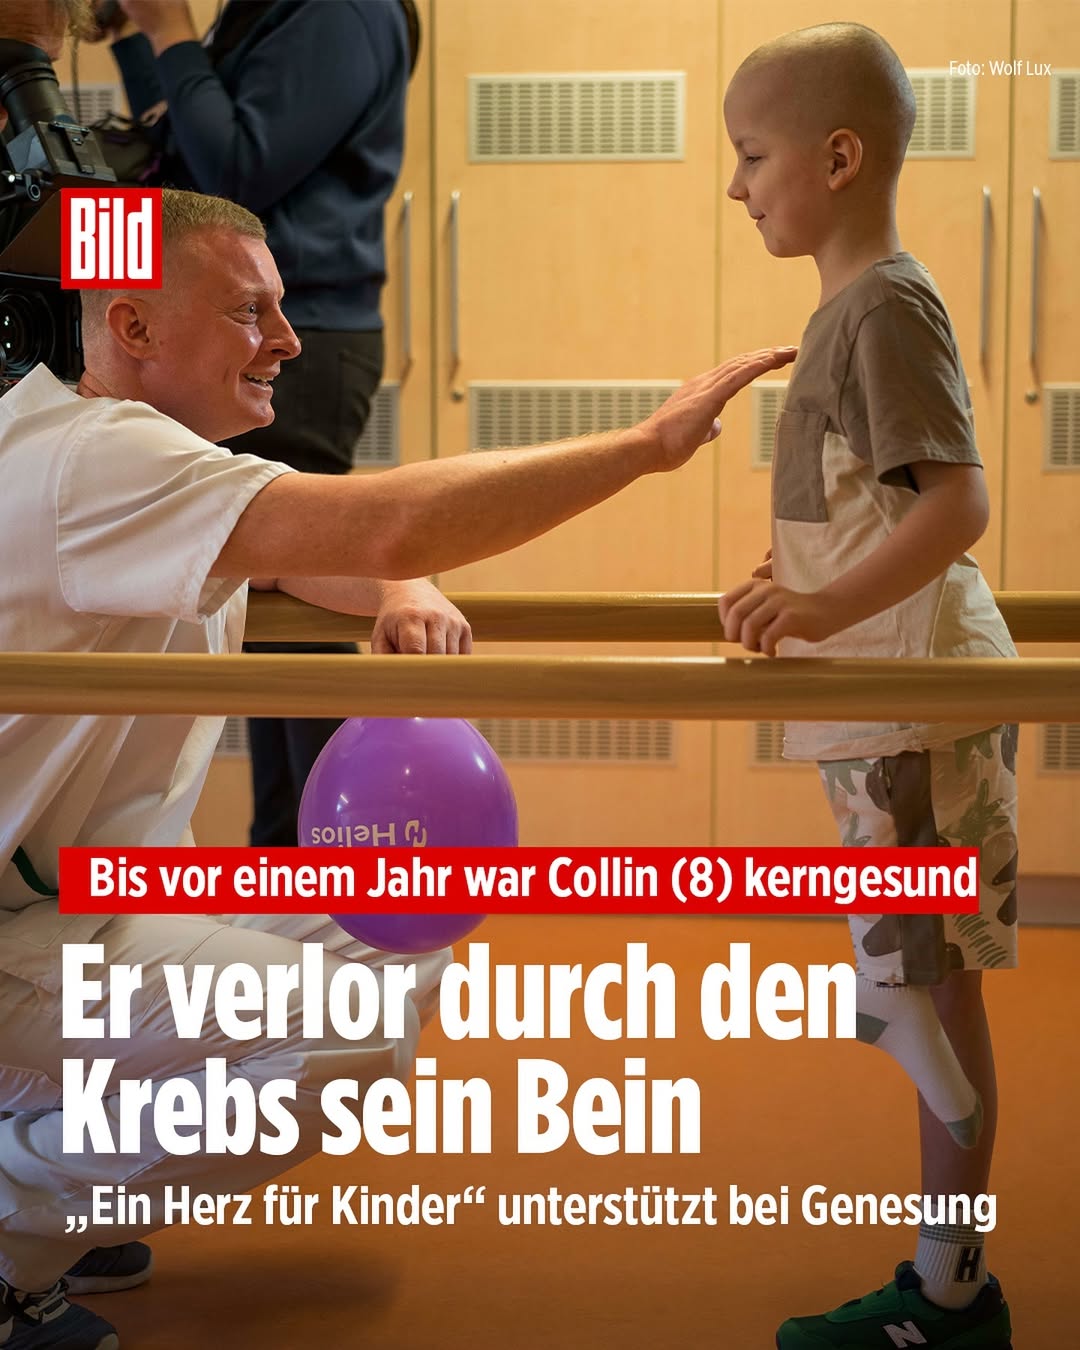 Foto: Wolf Lux
Bild
Helios
Bis vor einem Jahr war Collin (8) kerngesund
Er verlor durch den
Krebs sein Bein
„Ein Herz für Kinder“ unterstützt bei Genesung
H
N